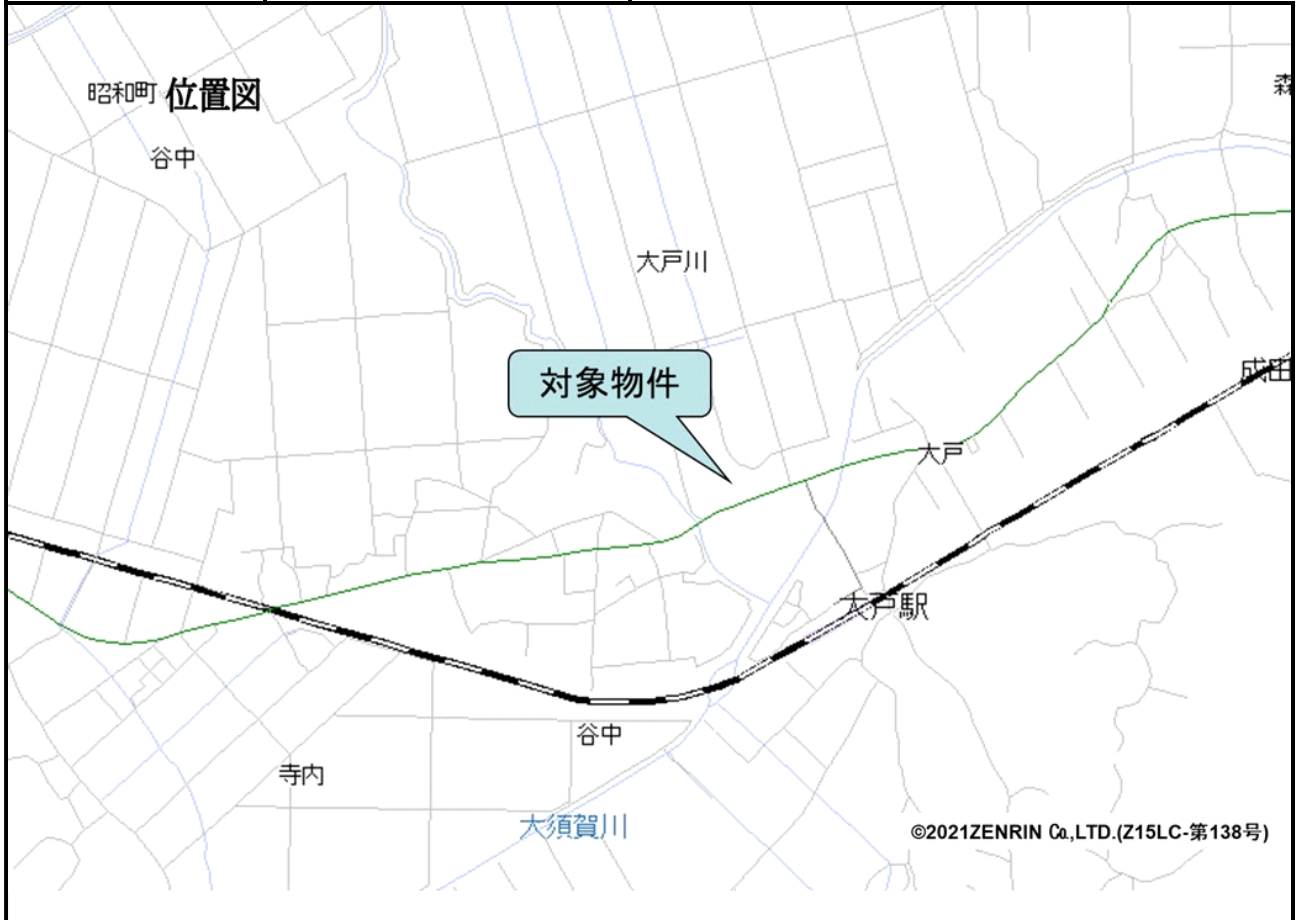 昭和町
位置図
森
谷中
大戸川
対象物件
成田
大戸
大戸駅
谷中
寺内
大須賀川
©2021ZENRIN Co.,LTD.(Z15LC-第138号)